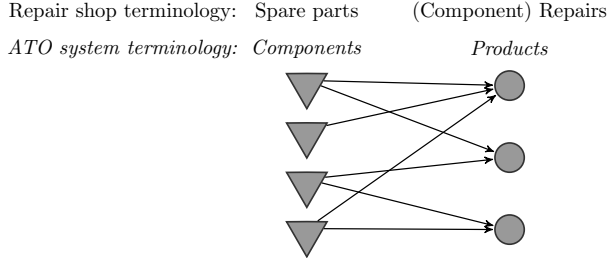 Repair shop terminology: Spare parts (Component) Repairs
ATO system terminology: Components Products